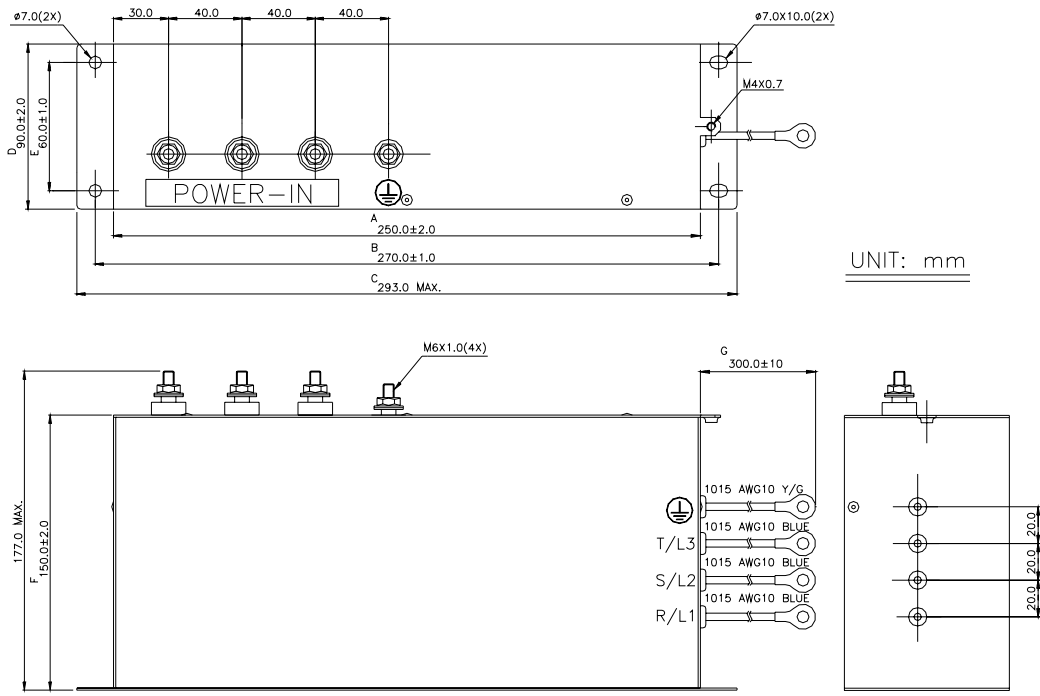 ø7.0(2X)
30.0
40.0
40.0
40.0
ø7.0X10.0(2X)
M4X0.7
D
90.0±2.0
E
60.0±1.0
POWER-IN
A
250.0±2.0
B
270.0±1.0
C
293.0 MAX.
UNIT: mm
M6X1.0(4X)
G
300.0±10
177.0 MAX.
F
150.0±2.0
1015 AWG10 Y/G
1015 AWG10 BLUE
T/L3
1015 AWG10 BLUE
S/L2
1015 AWG10 BLUE
R/L1
20.0
20.0
20.0